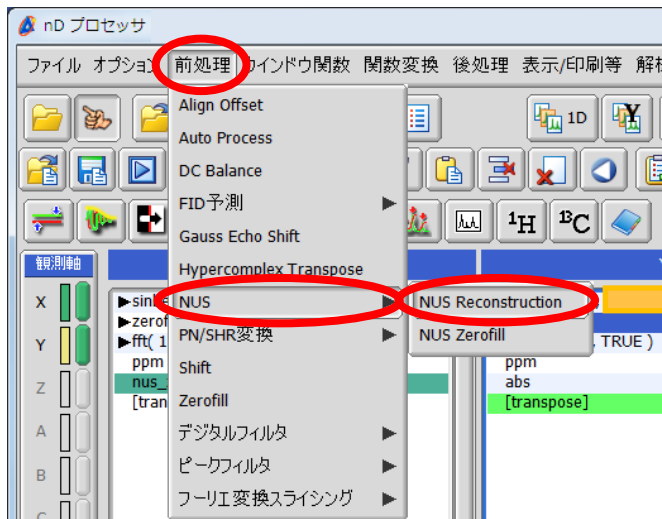 nD プロセッサ
ファイル オプション 前処理 ウインドウ関数 関数変換 後処理 表示/印刷等 解析
Align Offset
Auto Process
DC Balance
FID予測
Gauss Echo Shift
Hypercomplex Transpose
NUS
PN/SHR変換
Shift
Zerofill
デジタルフィルタ
ピークフィルタ
フーリエ変換スライシング
NUS Reconstruction
NUS Zerofill
1D
Y
1H
13C
観測軸
X
Y
Z
A
B
C
zerof
fft( 1
ppm
nus_
[tran
, TRUE )
ppm
abs
[transpose]